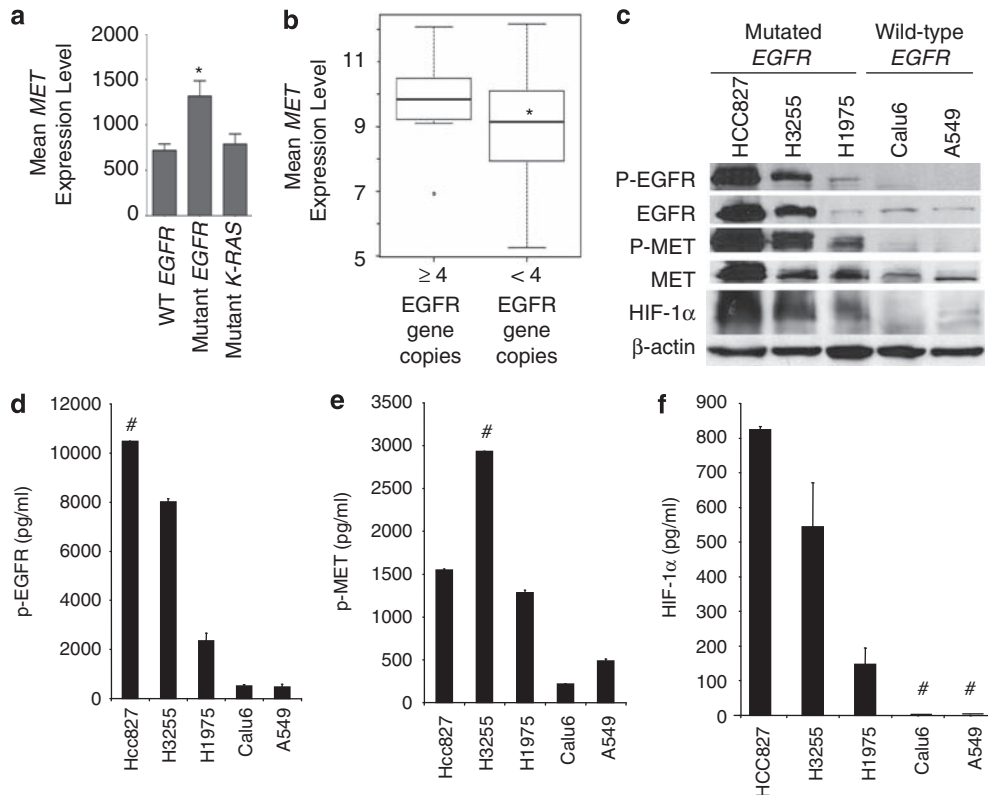 a
Mean MET
Expression Level
2000
1500
1000
500
0
*
WT EGFR
Mutant EGFR
Mutant K-RAS
b
Mean MET
Expression Level
11
9
7
5
*
≥ 4
EGFR
gene
copies
< 4
EGFR
gene
copies
c
Mutated
EGFR
Wild-type
EGFR
HCC827
H3255
H1975
Calu6
A549
P-EGFR
EGFR
P-MET
MET
HIF-1α
β-actin
d
p-EGFR (pg/ml)
12000
10000
8000
6000
4000
2000
0
#
Hcc827
H3255
H1975
Calu6
A549
e
p-MET (pg/ml)
3500
3000
2500
2000
1500
1000
500
0
#
Hcc827
H3255
H1975
Calu6
A549
f
HIF-1α (pg/ml)
900
800
700
600
500
400
300
200
100
0
# #
HCC827
H3255
H1975
Calu6
A549